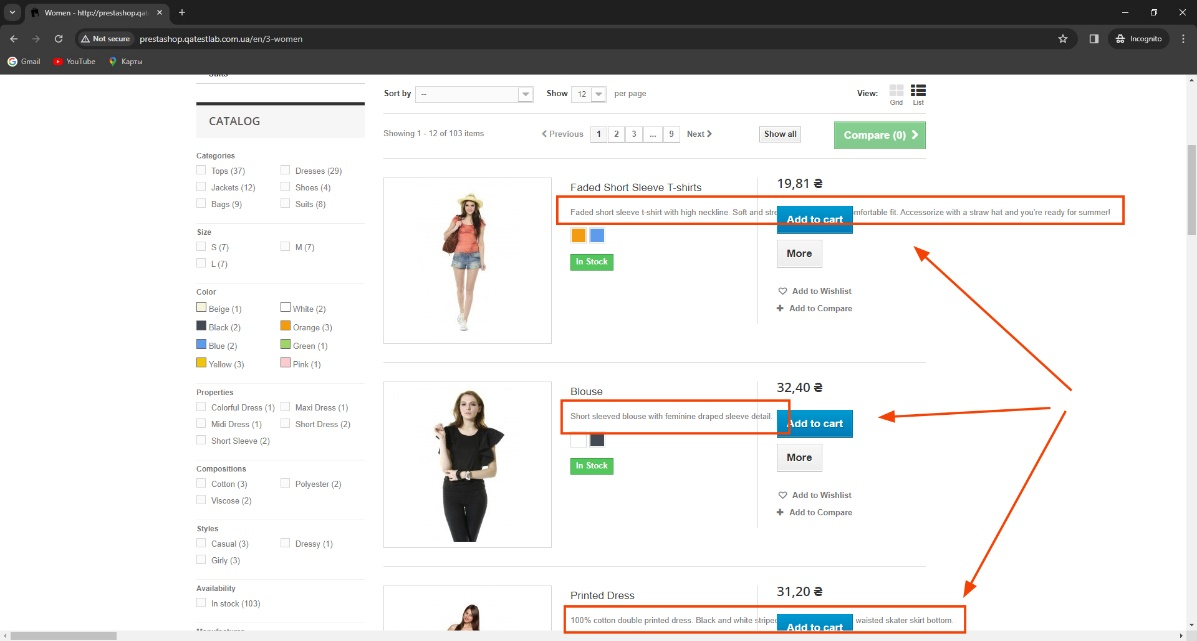 Women - http://prestashop.qat
Not secure prestashop.qatestlab.com.ua/en/3-women Incognito
Gmail YouTube Карты
Suits
Sort by -- Show 12 per page View: Grid List
CATALOG
Showing 1 - 12 of 103 items Previous 1 2 3 ... 9 Next Show all Compare (0)
Categories
Tops (37) Dresses (29)
Jackets (12) Shoes (4)
Bags (9) Suits (8)
Size
S (7) M (7)
L (7)
Color
Beige (1) White (2)
Black (2) Orange (3)
Blue (2) Green (1)
Yellow (3) Pink (1)
Properties
Colorful Dress (1) Maxi Dress (1)
Midi Dress (1) Short Dress (2)
Short Sleeve (2)
Compositions
Cotton (3) Polyester (2)
Viscose (2)
Styles
Casual (3) Dressy (1)
Girly (3)
Availability
In stock (103)
Manufacturer
Faded Short Sleeve T-shirts 19,81 ₴
Faded short sleeve t-shirt with high neckline. Soft and stre Add to cart mfortable fit. Accessorize with a straw hat and you're ready for summer!
More
In Stock
Add to Wishlist
Add to Compare
Blouse 32,40 ₴
Short sleeved blouse with feminine draped sleeve detail. Add to cart
More
In Stock
Add to Wishlist
Add to Compare
Printed Dress 31,20 ₴
100% cotton double printed dress. Black and white striped Add to cart waisted skater skirt bottom.